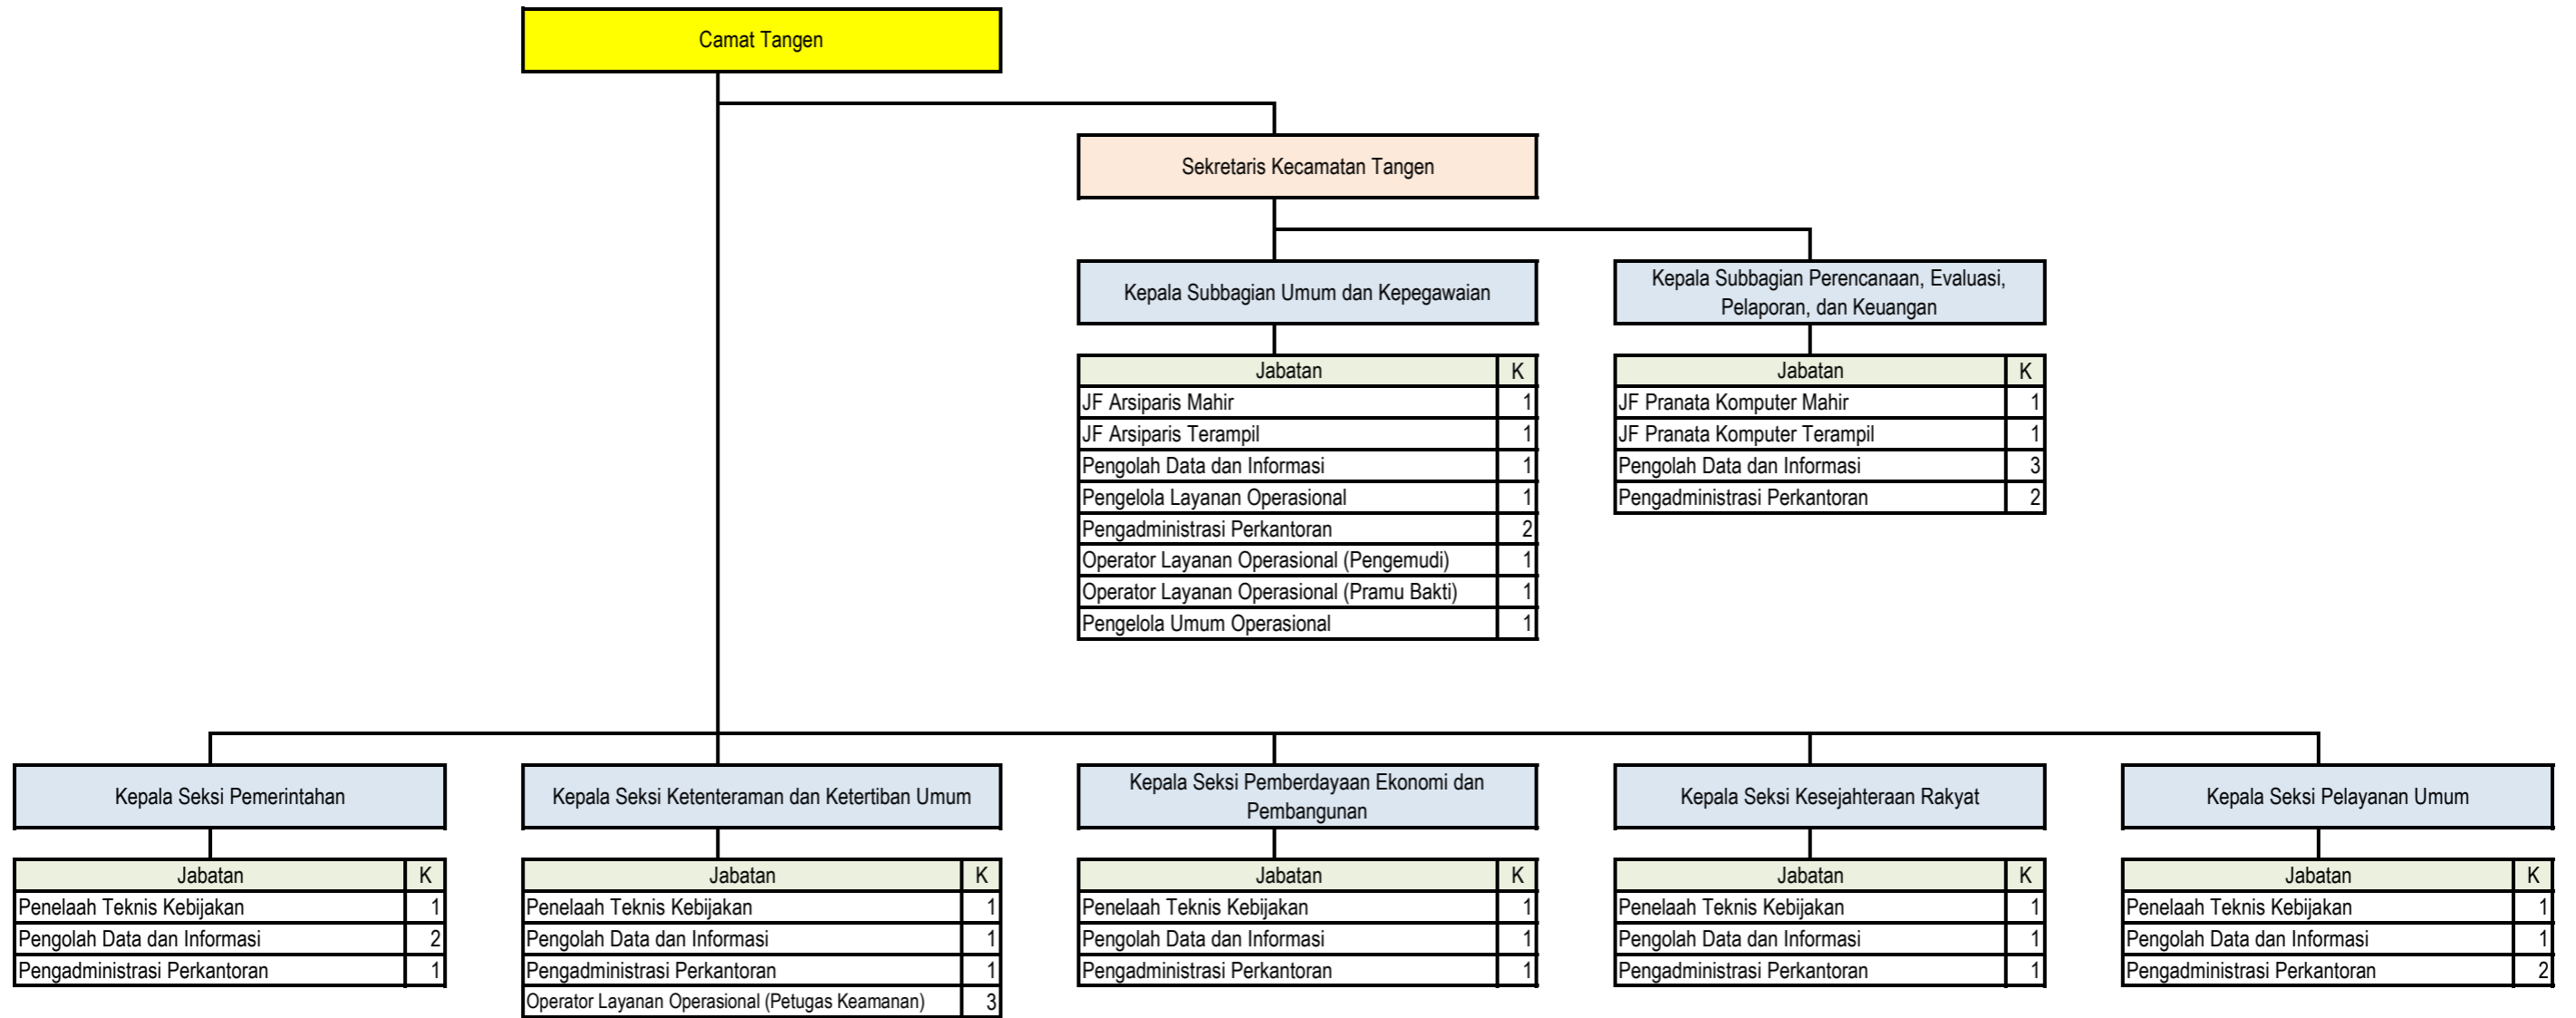 Camat Tangen
Sekretaris Kecamatan Tangen
Kepala Subbagian Umum dan Kepegawaian
Kepala Subbagian Perencanaan, Evaluasi,
Pelaporan, dan Keuangan
Jabatan K
JF Arsiparis Mahir 1
JF Arsiparis Terampil 1
Pengolah Data dan Informasi 1
Pengelola Layanan Operasional 1
Pengadministrasi Perkantoran 2
Operator Layanan Operasional (Pengemudi) 1
Operator Layanan Operasional (Pramu Bakti) 1
Pengelola Umum Operasional 1
Jabatan K
JF Pranata Komputer Mahir 1
JF Pranata Komputer Terampil 1
Pengolah Data dan Informasi 3
Pengadministrasi Perkantoran 2
Kepala Seksi Pemerintahan
Jabatan K
Penelaah Teknis Kebijakan 1
Pengolah Data dan Informasi 2
Pengadministrasi Perkantoran 1
Kepala Seksi Ketenteraman dan Ketertiban Umum
Jabatan K
Penelaah Teknis Kebijakan 1
Pengolah Data dan Informasi 1
Pengadministrasi Perkantoran 1
Operator Layanan Operasional (Petugas Keamanan) 3
Kepala Seksi Pemberdayaan Ekonomi dan
Pembangunan
Jabatan K
Penelaah Teknis Kebijakan 1
Pengolah Data dan Informasi 1
Pengadministrasi Perkantoran 1
Kepala Seksi Kesejahteraan Rakyat
Jabatan K
Penelaah Teknis Kebijakan 1
Pengolah Data dan Informasi 1
Pengadministrasi Perkantoran 1
Kepala Seksi Pelayanan Umum
Jabatan K
Penelaah Teknis Kebijakan 1
Pengolah Data dan Informasi 1
Pengadministrasi Perkantoran 2